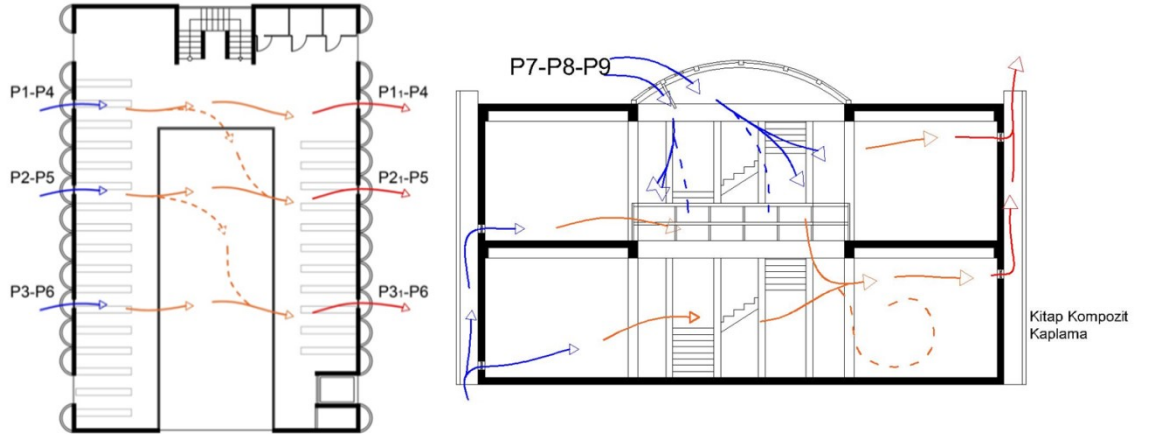 P1-P4
P1₁-P4
P2-P5
P2₁-P5
P3-P6
P3₁-P6
P7-P8-P9
Kitap Kompozit
Kaplama